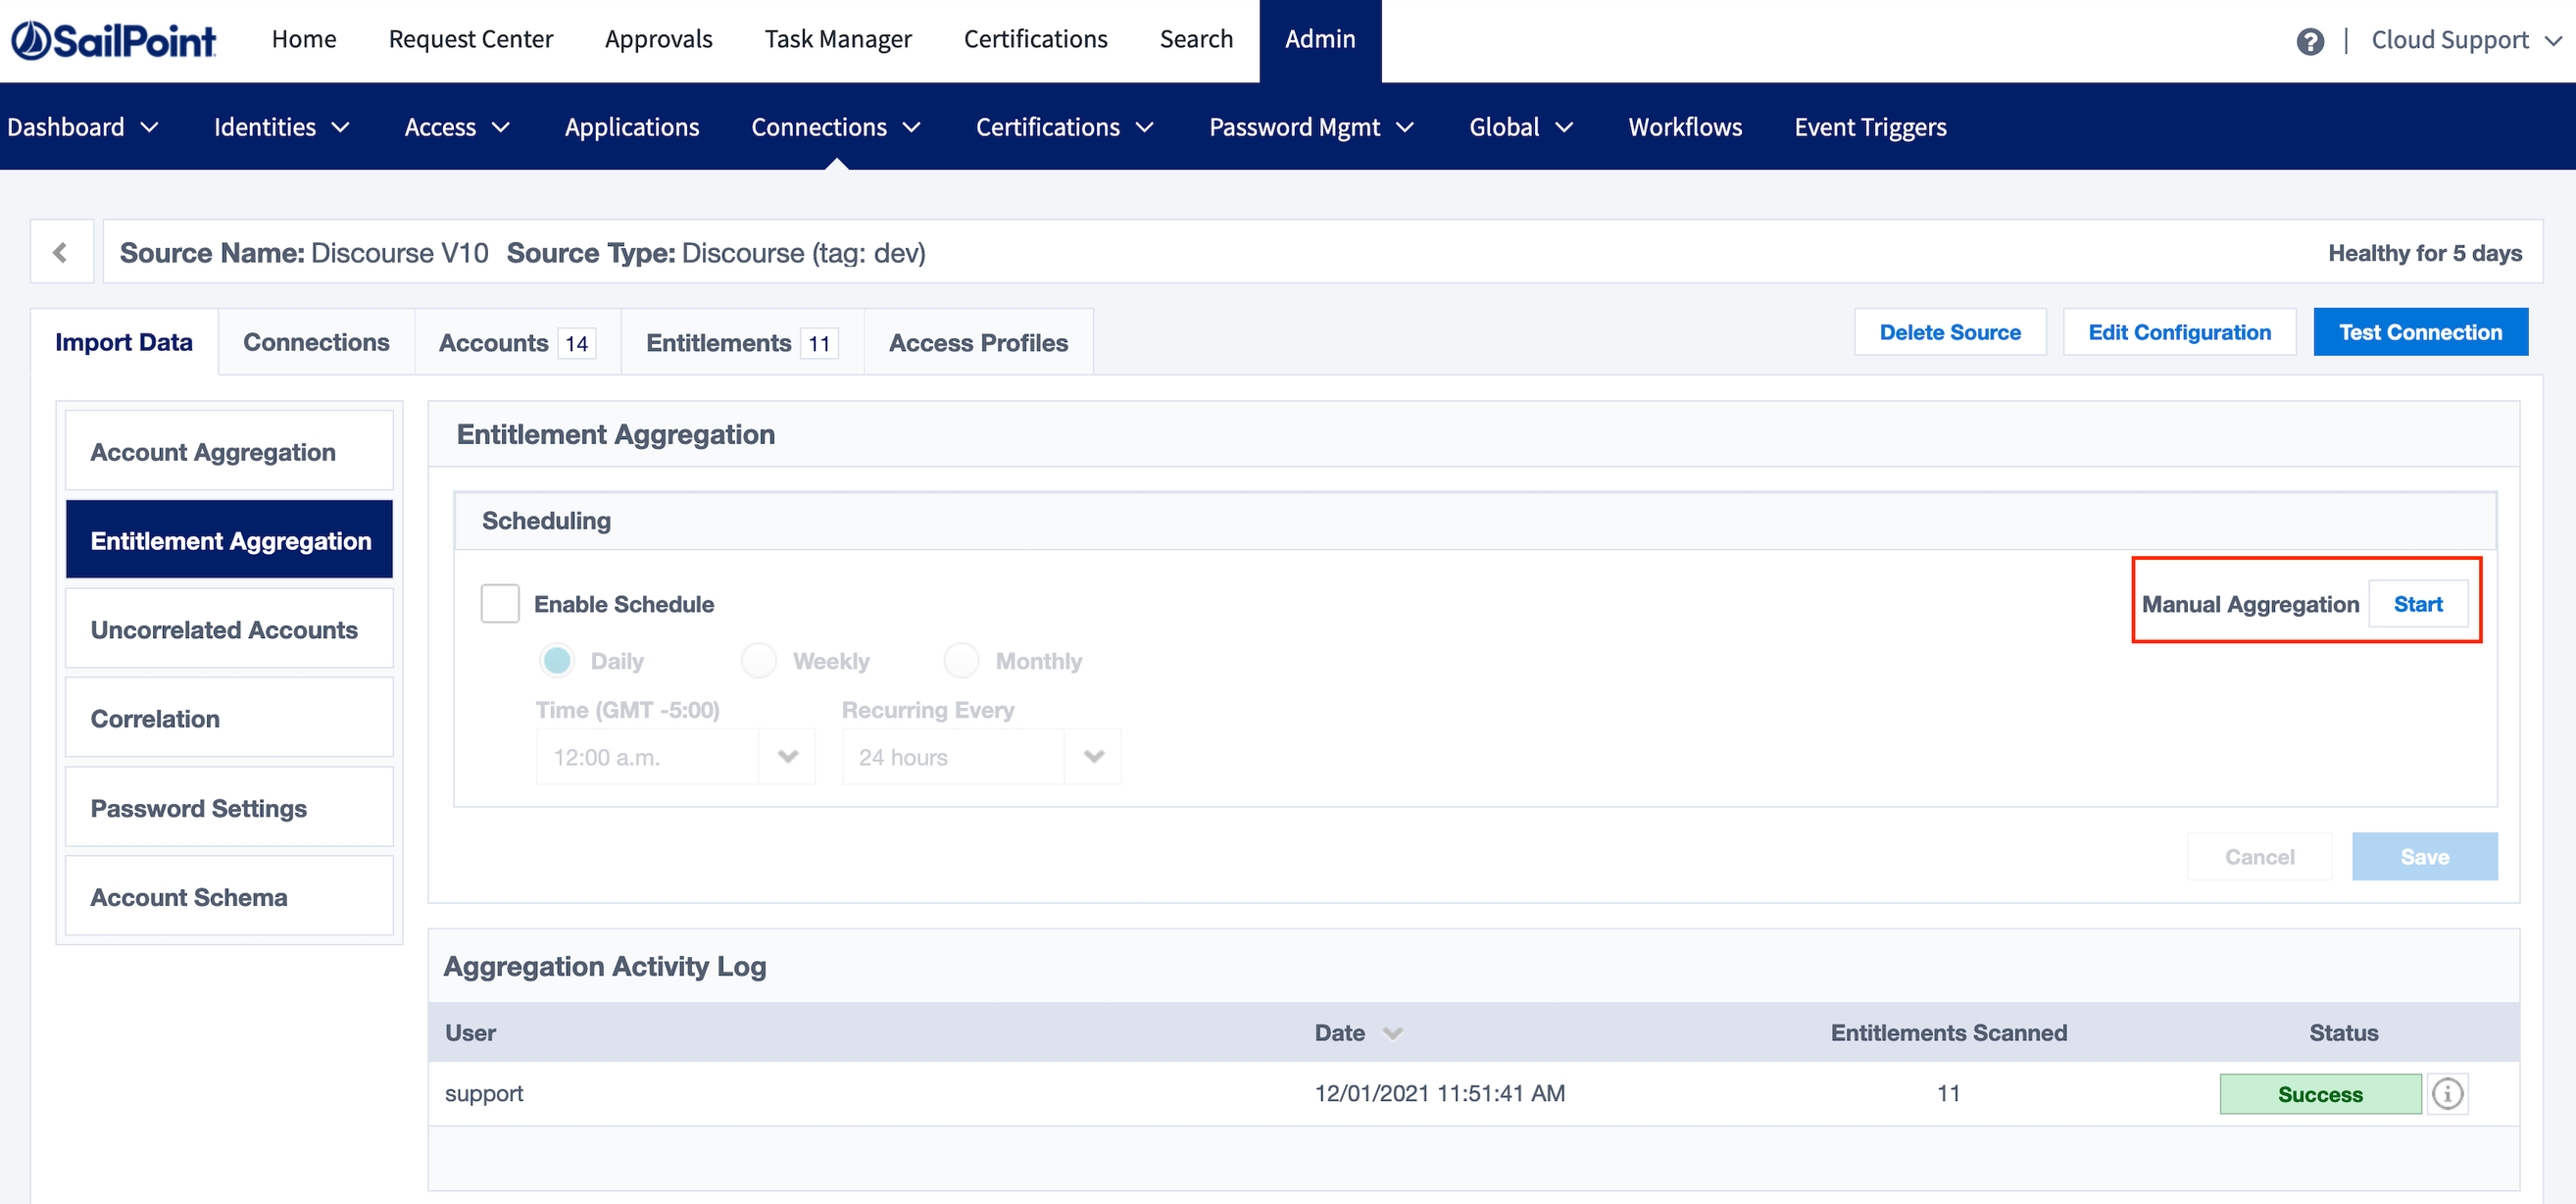 SailPoint Home Request Center Approvals Task Manager Certifications Search Admin ? | Cloud Support
Dashboard Identities Access Applications Connections Certifications Password Mgmt Global Workflows Event Triggers
Source Name: Discourse V10 Source Type: Discourse (tag: dev) Healthy for 5 days
Import Data Connections Accounts 14 Entitlements 11 Access Profiles Delete Source Edit Configuration Test Connection
Account Aggregation
Entitlement Aggregation
Uncorrelated Accounts
Correlation
Password Settings
Account Schema
Entitlement Aggregation
Scheduling
Enable Schedule Manual Aggregation Start
Daily Weekly Monthly
Time (GMT -5:00) Recurring Every
12:00 a.m. 24 hours
Cancel Save
Aggregation Activity Log
User Date Entitlements Scanned Status
support 12/01/2021 11:51:41 AM 11 Success